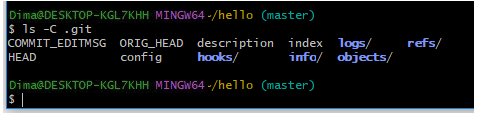 Dima@DESKTOP-KGL7KHH MINGW64 ~/hello (master)
$ ls -C .git
COMMIT_EDITMSG ORIG_HEAD description index logs/ refs/
HEAD config hooks/ info/ objects/
Dima@DESKTOP-KGL7KHH MINGW64 ~/hello (master)
$